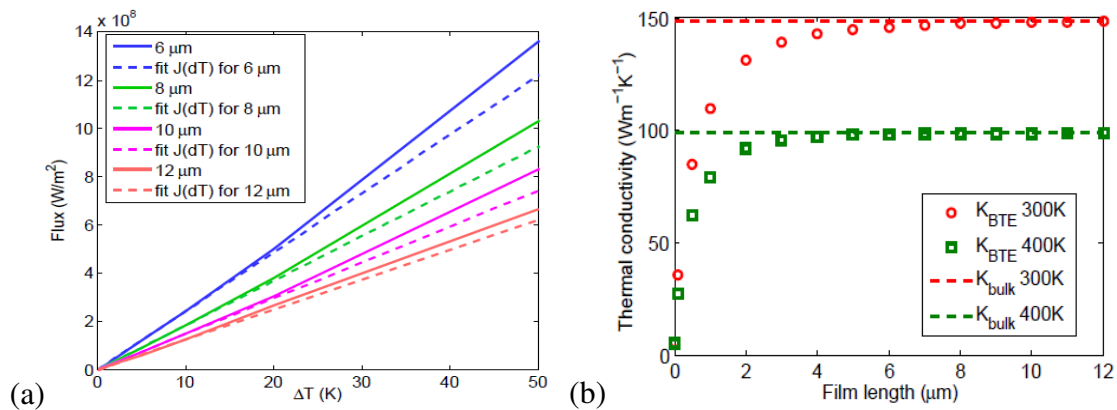 × 10⁸
14
12
10
8
6
4
2
0
Flux (W/m²)
6 μm
fit J(dT) for 6 μm
8 μm
fit J(dT) for 8 μm
10 μm
fit J(dT) for 10 μm
12 μm
fit J(dT) for 12 μm
0 10 20 30 40 50
ΔT (K)
(a)
150
100
50
0
Thermal conductivity (Wm⁻¹K⁻¹)
K_BTE 300K
K_BTE 400K
K_bulk 300K
K_bulk 400K
0 2 4 6 8 10 12
Film length (μm)
(b)